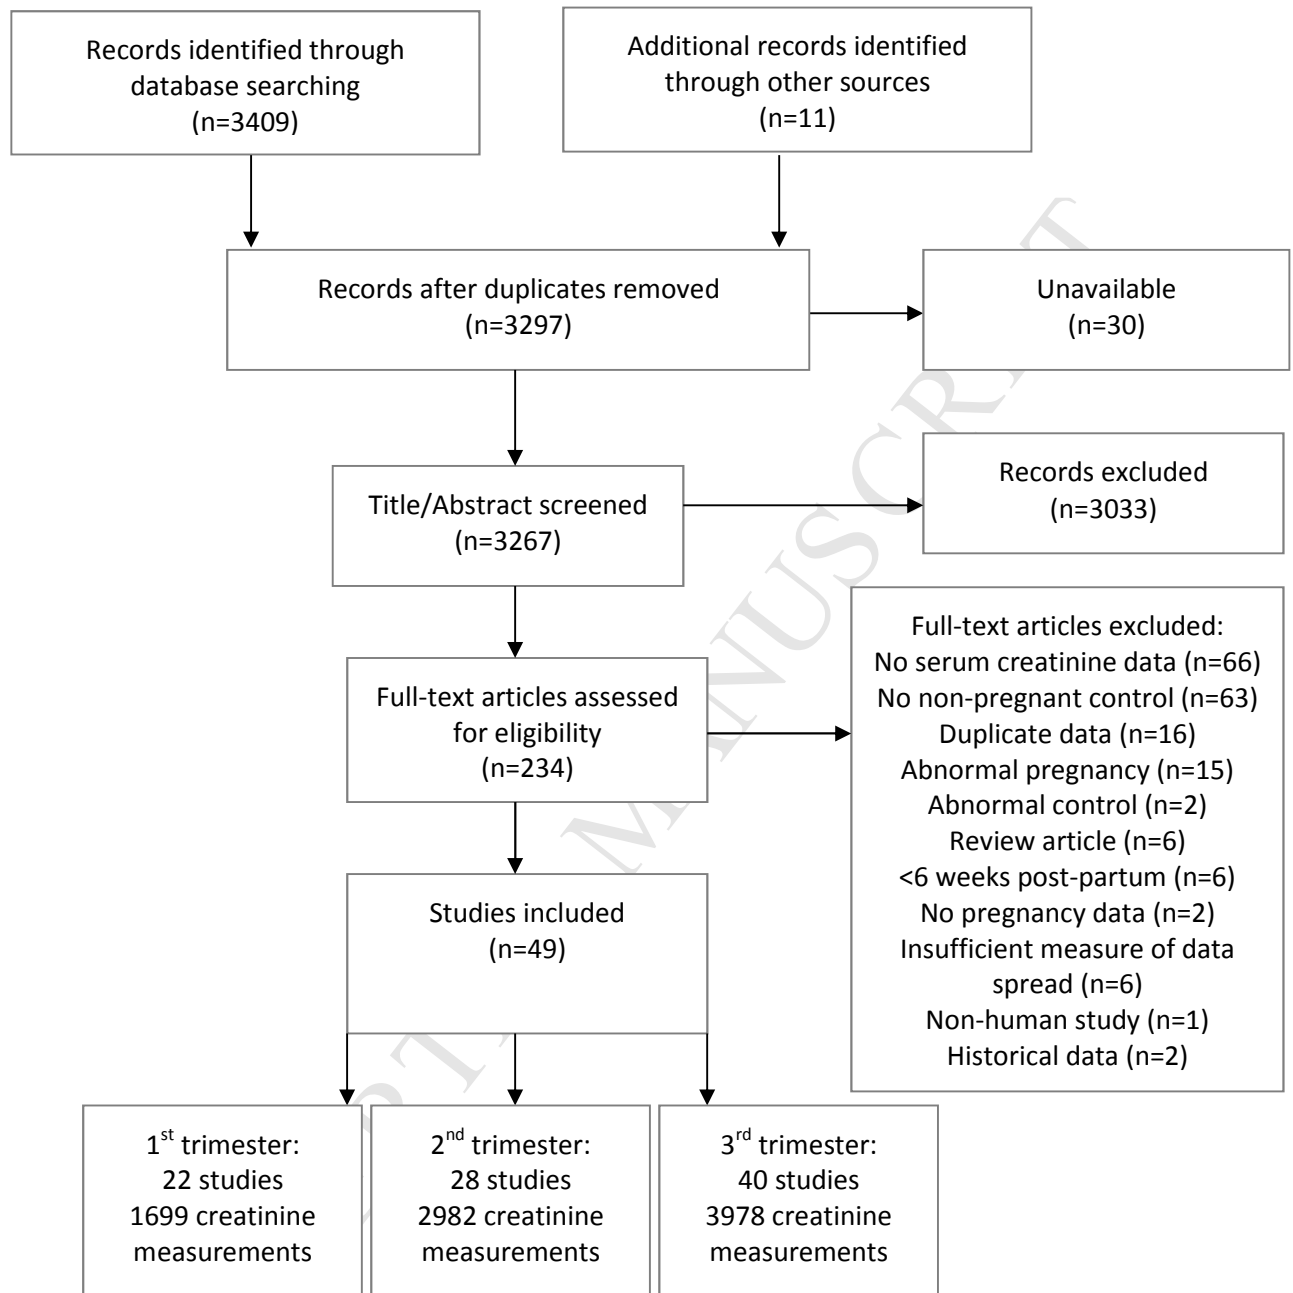 Records identified through
database searching
(n=3409)
Additional records identified
through other sources
(n=11)
Records after duplicates removed
(n=3297)
Unavailable
(n=30)
Title/Abstract screened
(n=3267)
Records excluded
(n=3033)
Full-text articles assessed
for eligibility
(n=234)
Full-text articles excluded:
No serum creatinine data (n=66)
No non-pregnant control (n=63)
Duplicate data (n=16)
Abnormal pregnancy (n=15)
Abnormal control (n=2)
Review article (n=6)
<6 weeks post-partum (n=6)
No pregnancy data (n=2)
Insufficient measure of data
spread (n=6)
Non-human study (n=1)
Historical data (n=2)
Studies included
(n=49)
1st trimester:
22 studies
1699 creatinine
measurements
2nd trimester:
28 studies
2982 creatinine
measurements
3rd trimester:
40 studies
3978 creatinine
measurements